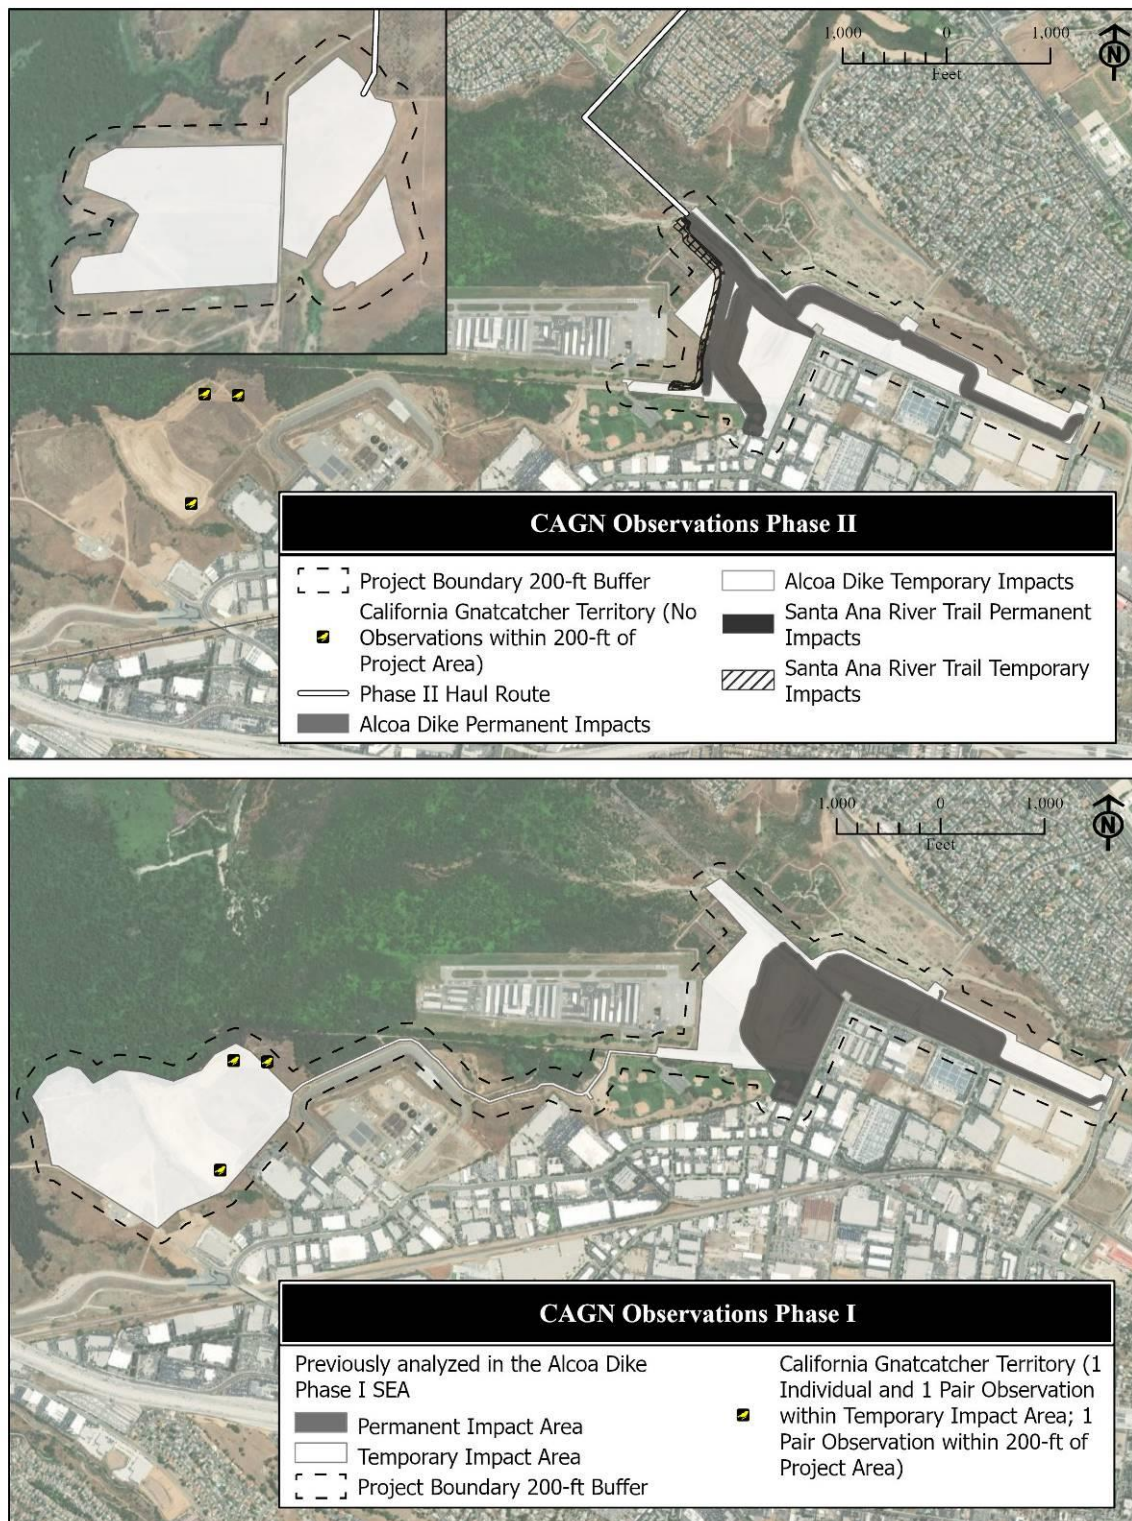 1,000 0 1,000
Feet
N
CAGN Observations Phase II
Project Boundary 200-ft Buffer
California Gnatcatcher Territory (No
Observations within 200-ft of
Project Area)
Phase II Haul Route
Alcoa Dike Permanent Impacts
Alcoa Dike Temporary Impacts
Santa Ana River Trail Permanent
Impacts
Santa Ana River Trail Temporary
Impacts
1,000 0 1,000
Feet
N
CAGN Observations Phase I
Previously analyzed in the Alcoa Dike
Phase I SEA
Permanent Impact Area
Temporary Impact Area
Project Boundary 200-ft Buffer
California Gnatcatcher Territory (1
Individual and 1 Pair Observation
within Temporary Impact Area; 1
Pair Observation within 200-ft of
Project Area)